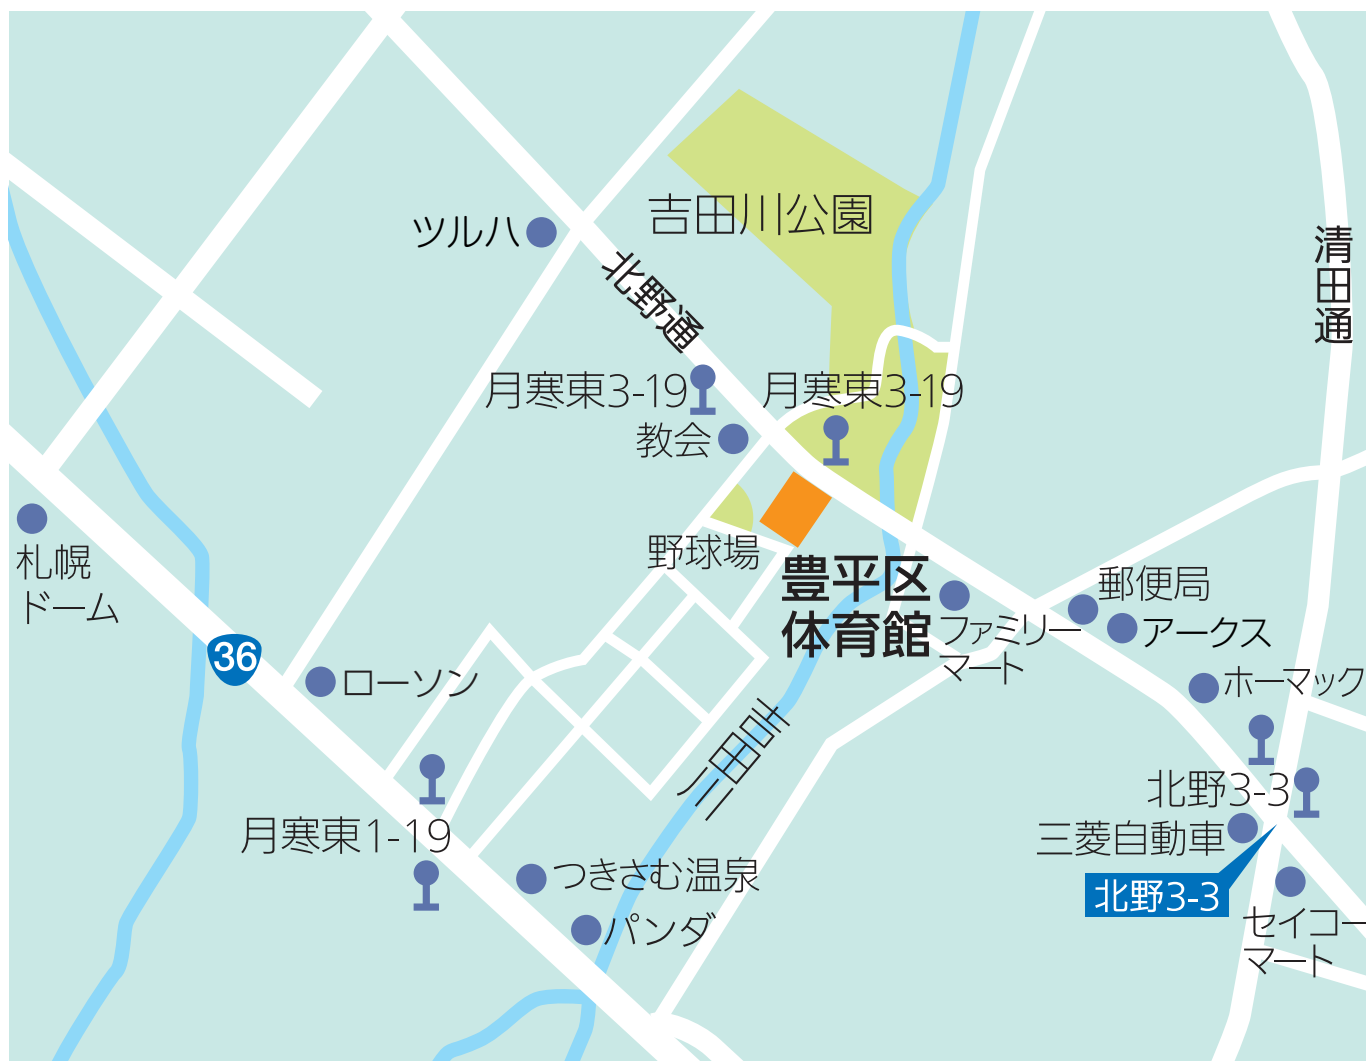 吉田川公園
ツルハ
清田通
北野通
月寒東3-19
月寒東3-19
教会
札幌
ドーム
野球場
豊平区
体育館
郵便局
ファミリー
マート
アークス
36
ローソン
ホーマック
吉田川
北野3-3
月寒東1-19
三菱自動車
つきさむ温泉
北野3-3
パンダ
セイコー
マート